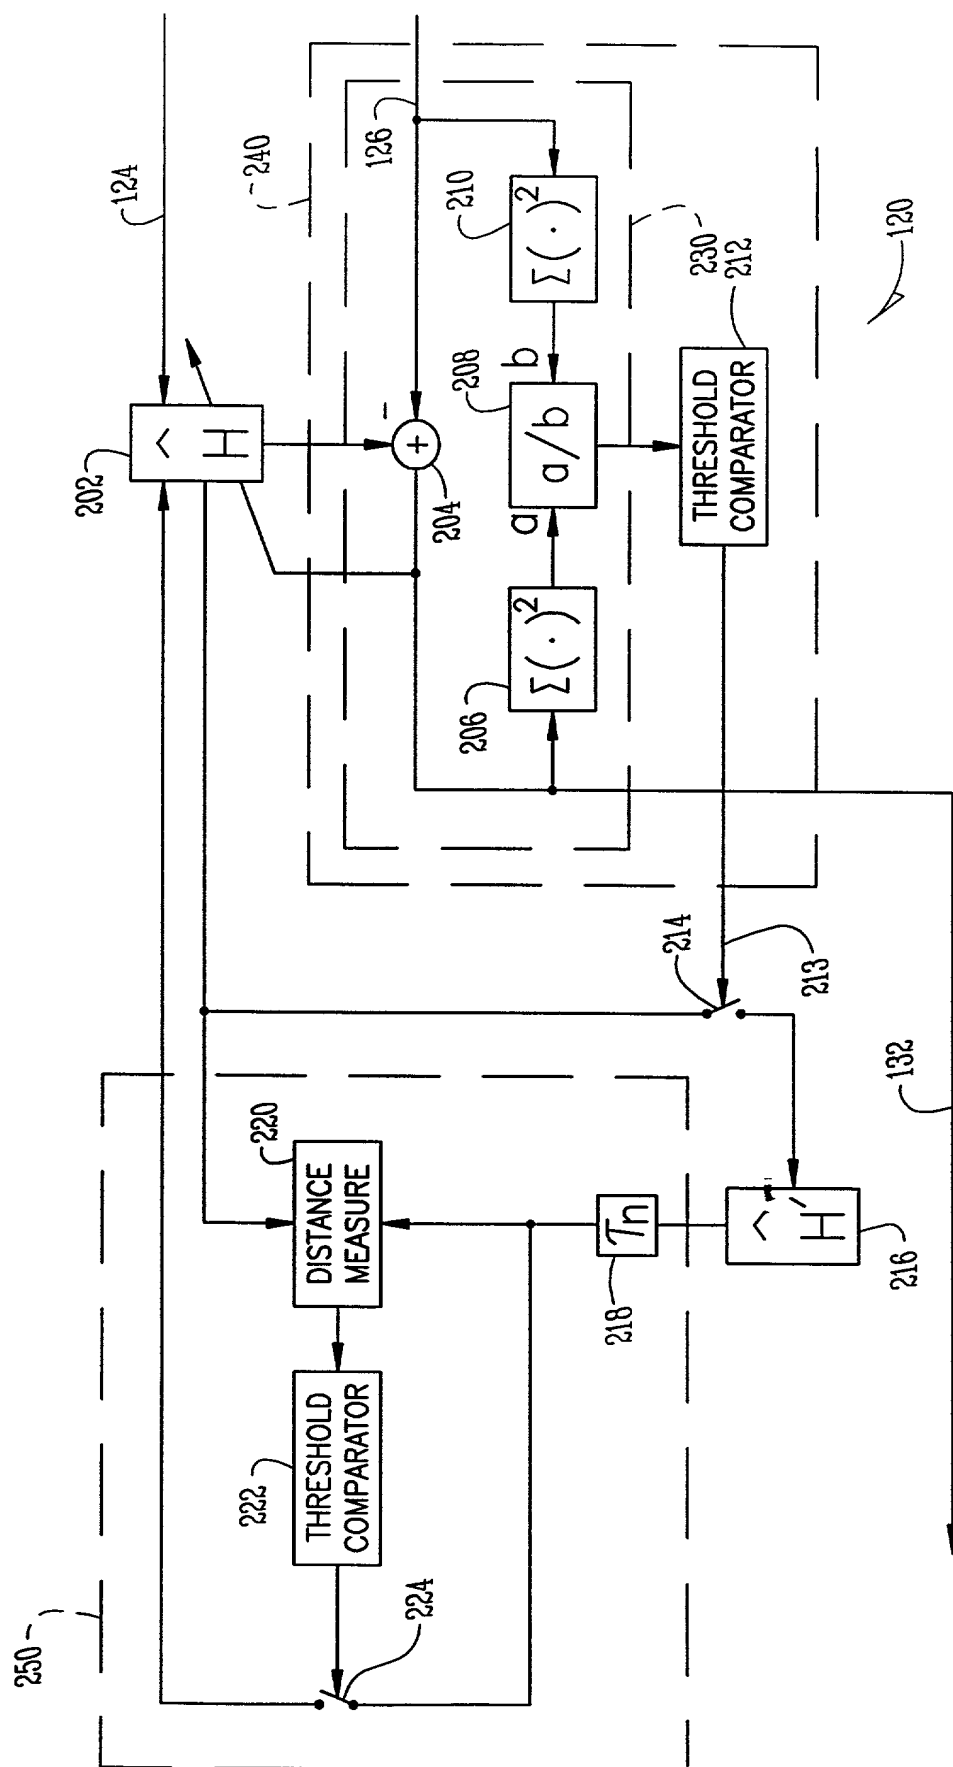 124
126
240
202
Ĥ
-
+
204
210
Σ(·)²
b
208
a/b
a
230
212
THRESHOLD
COMPARATOR
206
Σ(·)²
120
214
213
132
250
220
DISTANCE
MEASURE
222
THRESHOLD
COMPARATOR
224
Tn
218
Ĥ′
216